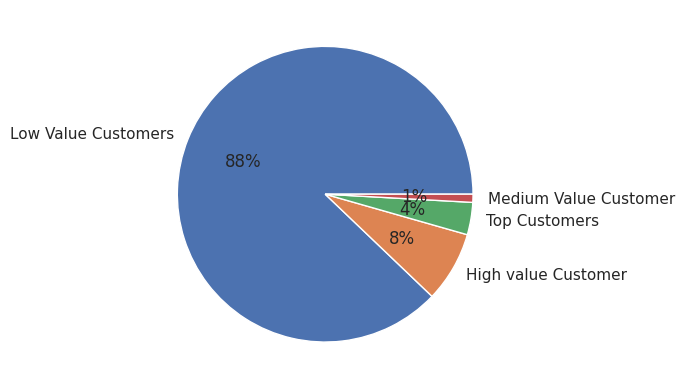 Low Value Customers
88%
1%
Medium Value Customer
4%
Top Customers
8%
High value Customer